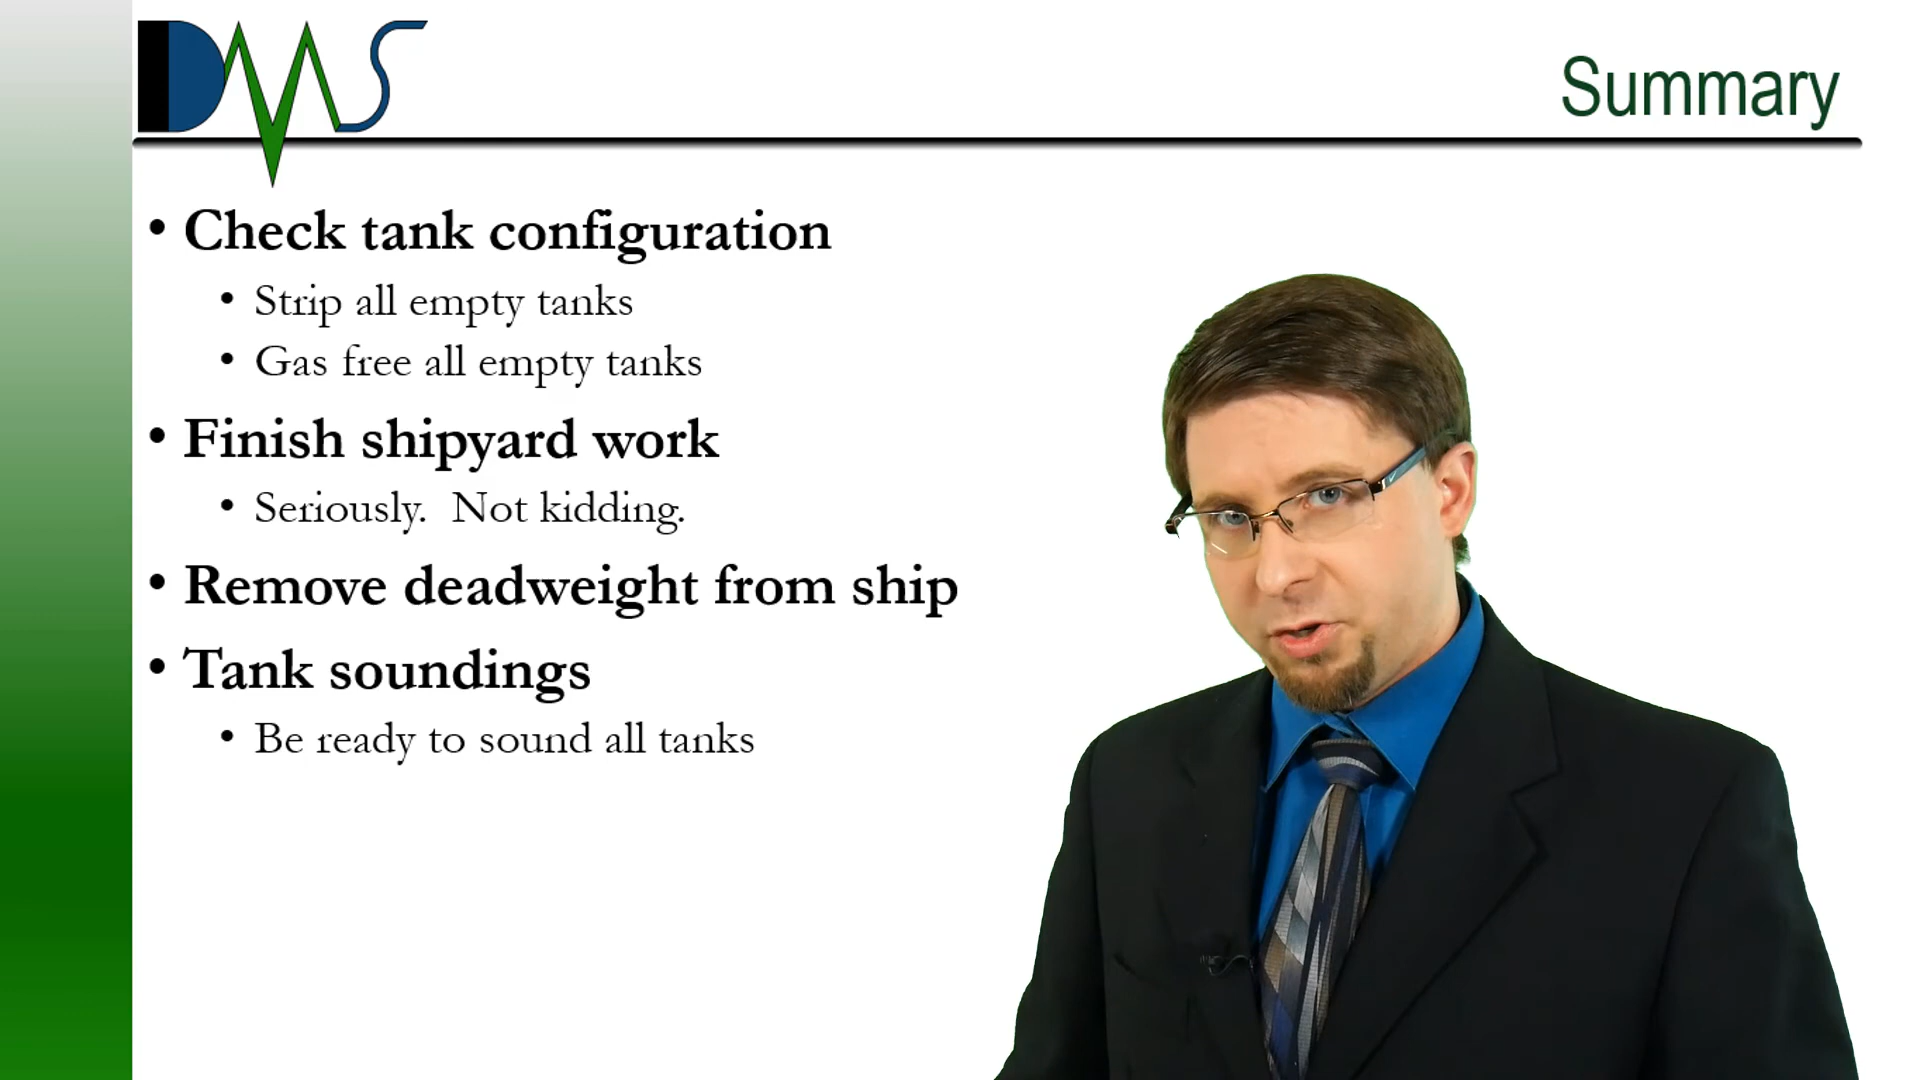 DMS
Summary
• Check tank configuration
• Strip all empty tanks
• Gas free all empty tanks
• Finish shipyard work
• Seriously.  Not kidding.
• Remove deadweight from ship
• Tank soundings
• Be ready to sound all tanks